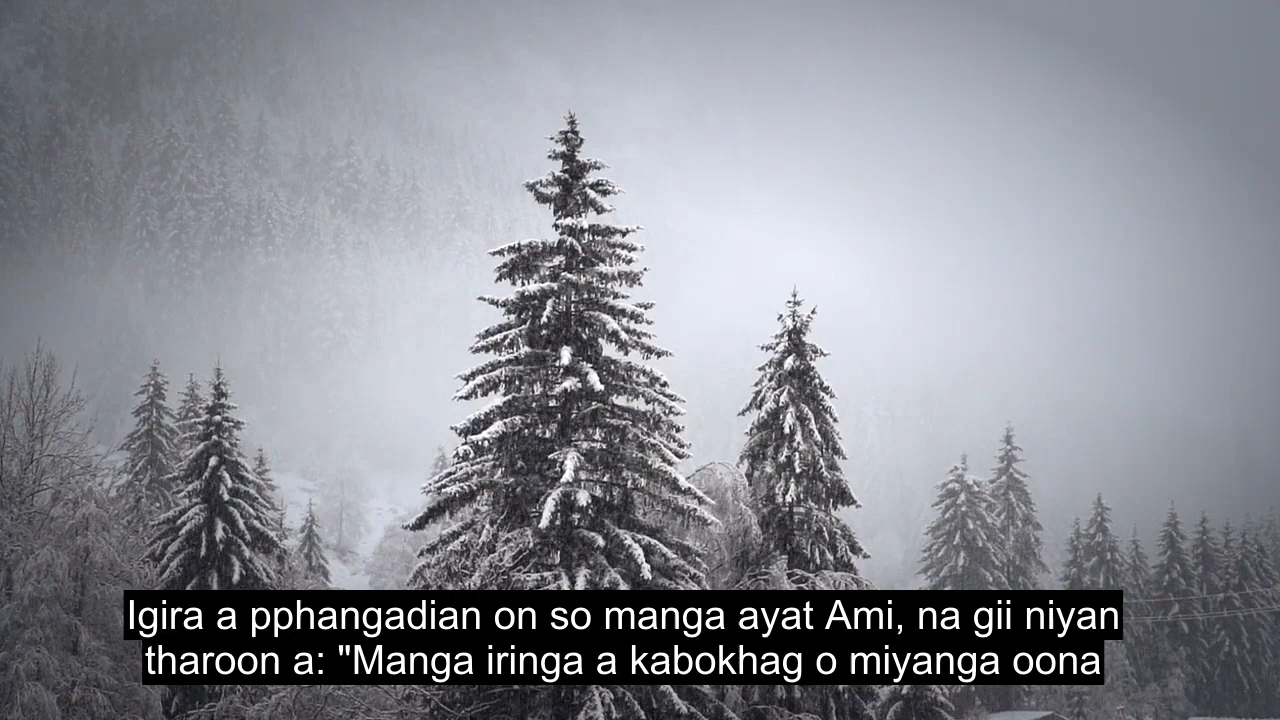 Igira a pphangadian on so manga ayat Ami, na gii niyan
tharoon a: "Manga iringa a kabokhag o miyanga oona